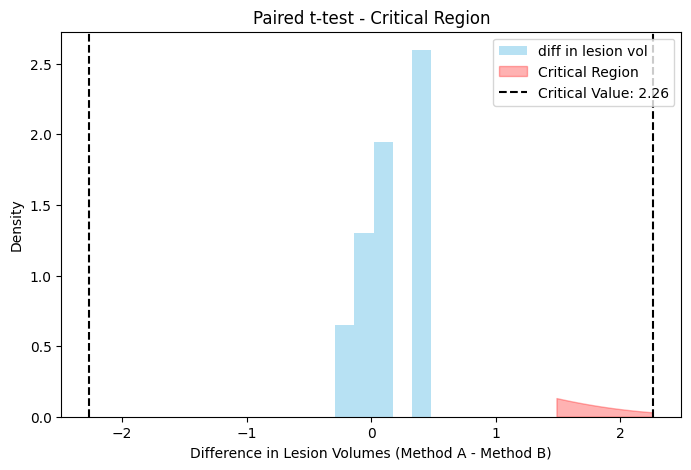 Paired t-test - Critical Region
diff in lesion vol
Critical Region
Critical Value: 2.26
Density
2.5
2.0
1.5
1.0
0.5
0.0
−2
−1
0
1
2
Difference in Lesion Volumes (Method A - Method B)